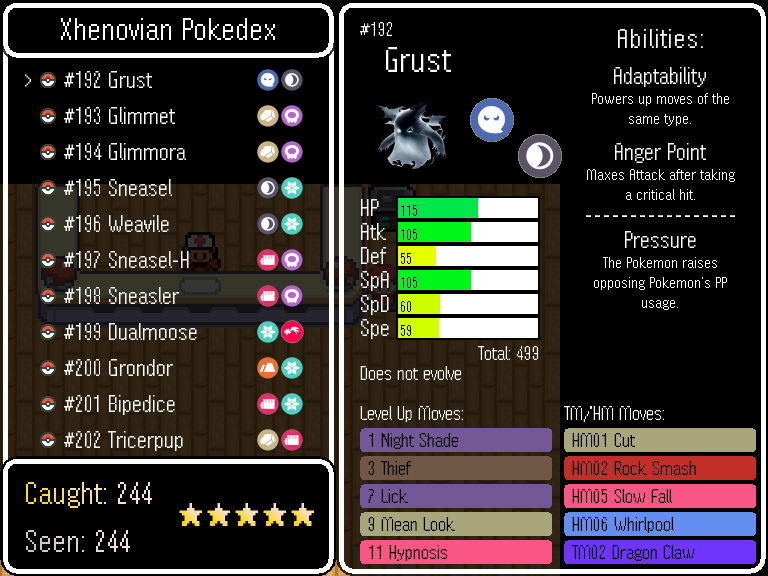 Xhenovian Pokedex
> #192 Grust
#193 Glimmet
#194 Glimmora
#195 Sneasel
#196 Weavile
#197 Sneasel-H
#198 Sneasler
#199 Dualmoose
#200 Grondor
#201 Bipedice
#202 Tricerpup
Caught: 244
Seen: 244
#192
Grust
HP 115
Atk 105
Def 55
SpA 105
SpD 60
Spe 59
Total: 499
Does not evolve
Abilities:
Adaptability
Powers up moves of the
same type.
Anger Point
Maxes Attack after taking
a critical hit.
Pressure
The Pokemon raises
opposing Pokemon's PP
usage.
Level Up Moves:
1 Night Shade
3 Thief
7 Lick
9 Mean Look
11 Hypnosis
TM/HM Moves:
HM01 Cut
HM02 Rock Smash
HM05 Slow Fall
HM06 Whirlpool
TM02 Dragon Claw